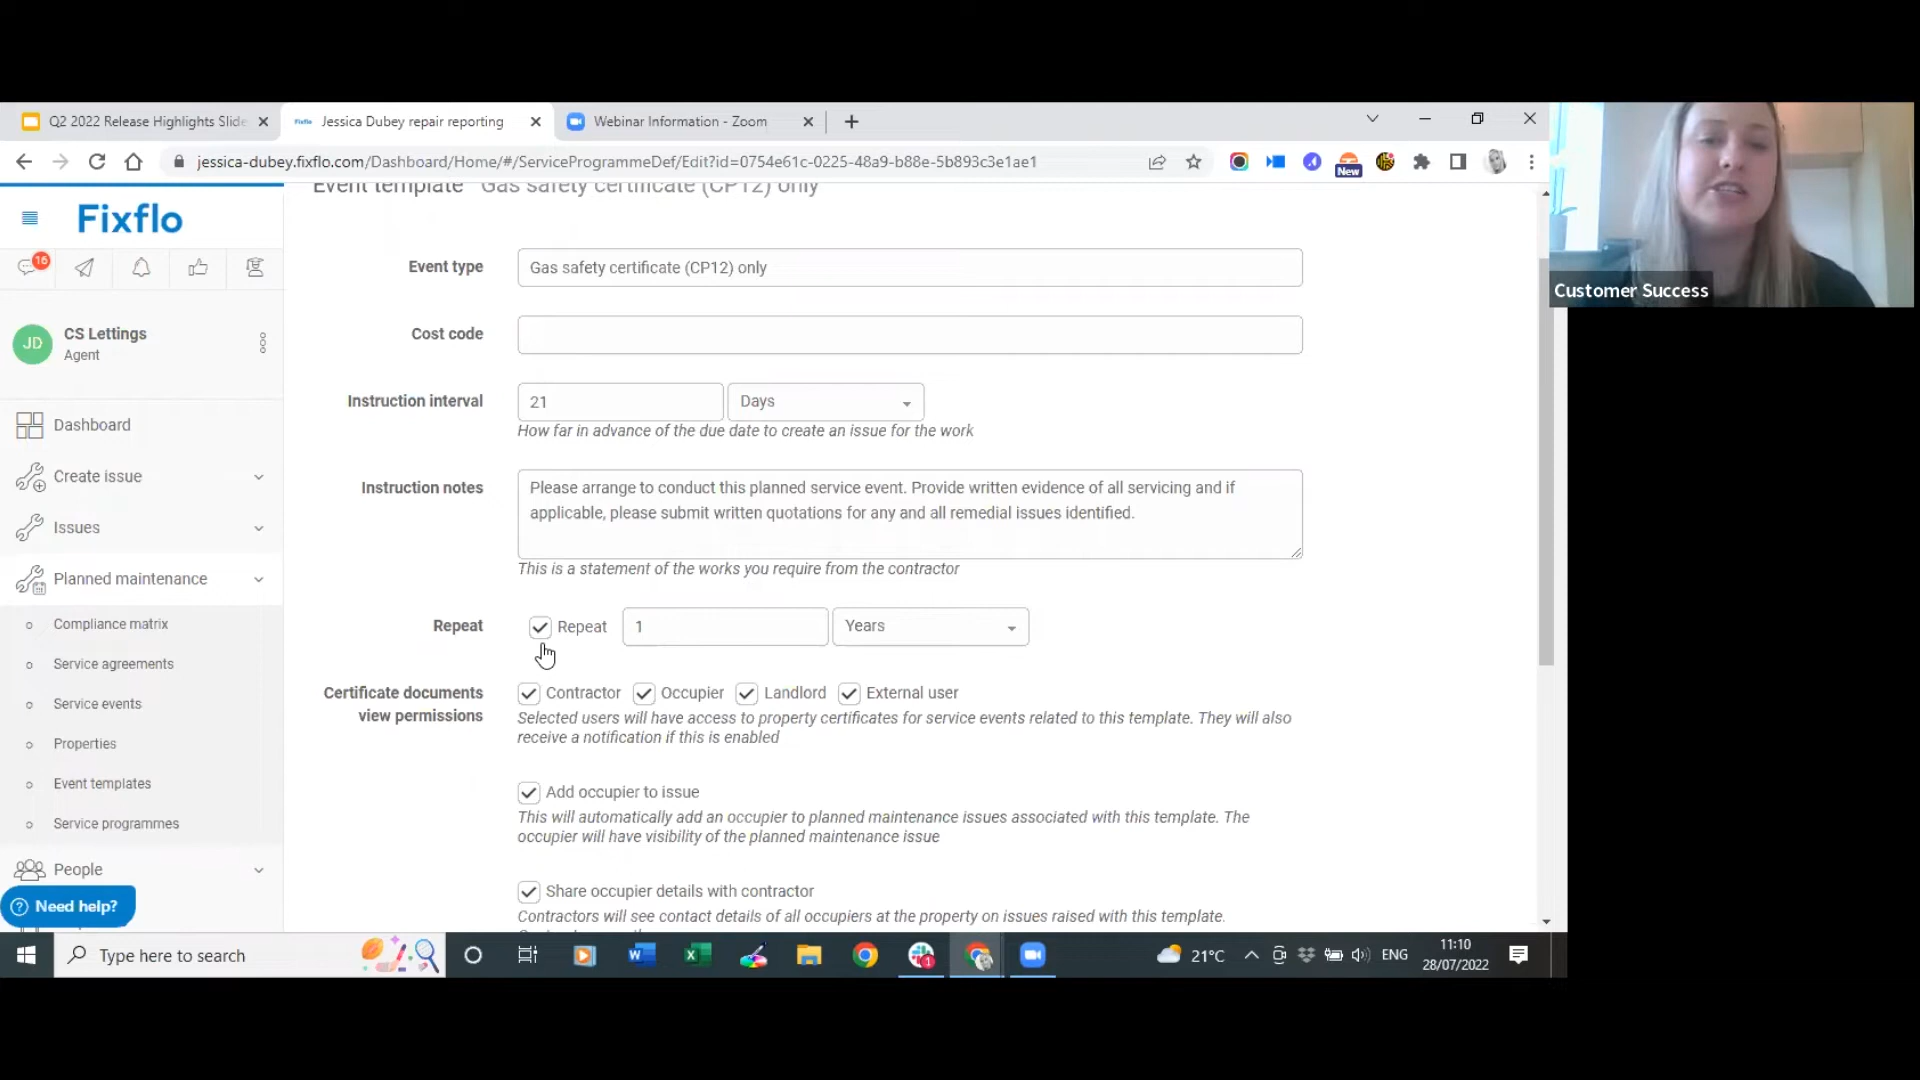 Q2 2022 Release Highlights Slide
Jessica Dubey repair reporting
Webinar Information - Zoom
jessica-dubey.fixflo.com/Dashboard/Home/#/ServiceProgrammeDef/Edit?id=0754e61c-0225-48a9-b88e-5b893c3e1ae1
New
Event template Gas safety certificate (CP12) only
Fixflo
16
JD
CS Lettings
Agent
Dashboard
Create issue
Issues
Planned maintenance
Compliance matrix
Service agreements
Service events
Properties
Event templates
Service programmes
People
Need help?
Event type
Gas safety certificate (CP12) only
Cost code
Instruction interval
21
Days
How far in advance of the due date to create an issue for the work
Instruction notes
Please arrange to conduct this planned service event. Provide written evidence of all servicing and if
applicable, please submit written quotations for any and all remedial issues identified.
This is a statement of the works you require from the contractor
Repeat
Repeat
1
Years
Certificate documents
view permissions
Contractor
Occupier
Landlord
External user
Selected users will have access to property certificates for service events related to this template. They will also
receive a notification if this is enabled
Add occupier to issue
This will automatically add an occupier to planned maintenance issues associated with this template. The
occupier will have visibility of the planned maintenance issue
Share occupier details with contractor
Contractors will see contact details of all occupiers at the property on issues raised with this template.
Customer Success
Type here to search
21°C
ENG
11:10
28/07/2022